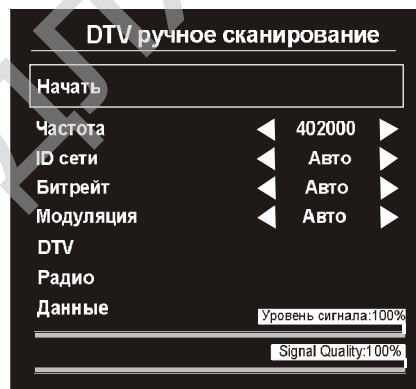 DTV ручное сканирование
Начать
Частота 402000
ID сети Авто
Битрейт Авто
Модуляция Авто
DTV
Радио
Данные
Уровень сигнала:100%
Signal Quality:100%